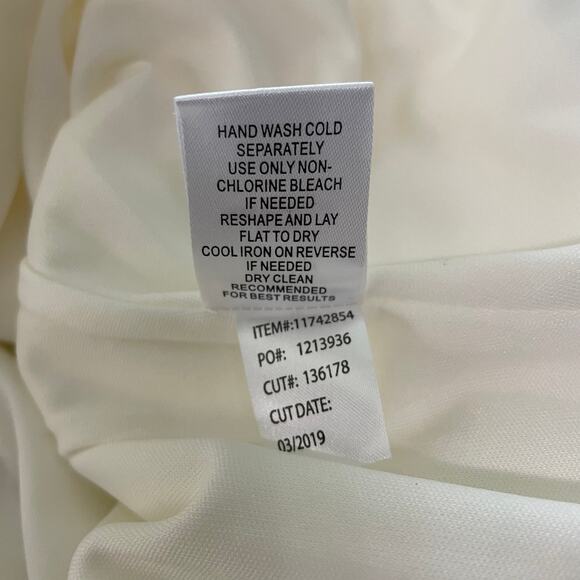 HAND WASH COLD
SEPARATELY
USE ONLY NON-
CHLORINE BLEACH
IF NEEDED
RESHAPE AND LAY
FLAT TO DRY
COOL IRON ON REVERSE
IF NEEDED
DRY CLEAN
RECOMMENDED
FOR BEST RESULTS
ITEM#:11742854
PO#: 1213936
CUT#: 136178
CUT DATE:
03/2019